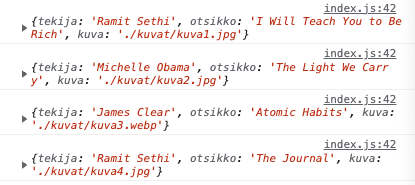 index.js:42
{tekija: 'Ramit Sethi', otsikko: 'I Will Teach You to Be
Rich', kuva: './kuvat/kuva1.jpg'}
index.js:42
{tekija: 'Michelle Obama', otsikko: 'The Light We Carr
y', kuva: './kuvat/kuva2.jpg'}
index.js:42
{tekija: 'James Clear', otsikko: 'Atomic Habits', kuva:
'./kuvat/kuva3.webp'}
index.js:42
{tekija: 'Ramit Sethi', otsikko: 'The Journal', kuva:
'./kuvat/kuva4.jpg'}